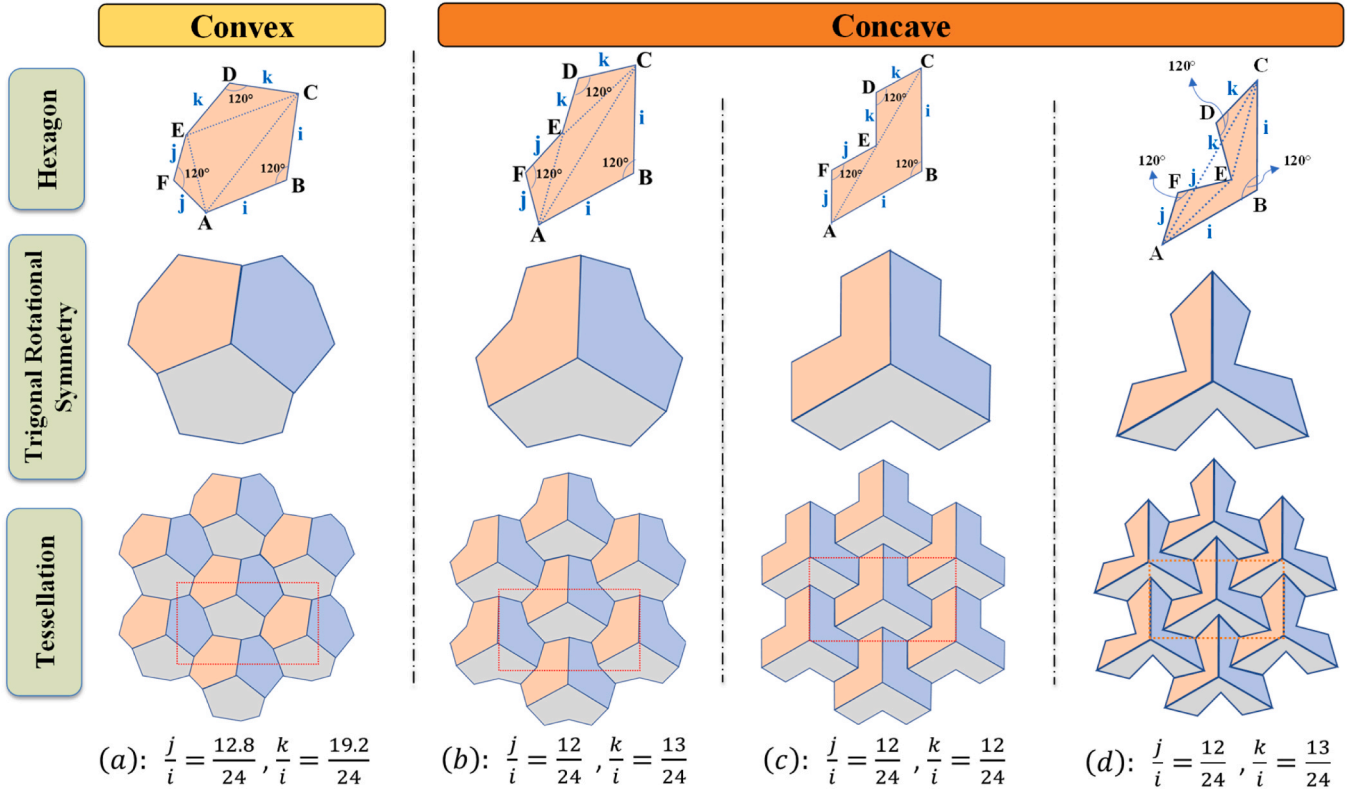 Convex
Concave
Hexagon
D
k
C
k
120°
E
j
120°
i
F
120°
B
j
i
A
D
k
C
120°
k
E
i
j
F
120°
120°
B
j
i
A
k
C
D
120°
k
i
E
j
F
120°
120°
B
j
i
A
120°
C
k
D
i
k
120°
120°
j
F
E
B
j
i
A
Trigonal Rotational
Symmetry
Tessellation
(a): j/i = 12.8/24 , k/i = 19.2/24
(b): j/i = 12/24 , k/i = 13/24
(c): j/i = 12/24 , k/i = 12/24
(d): j/i = 12/24 , k/i = 13/24